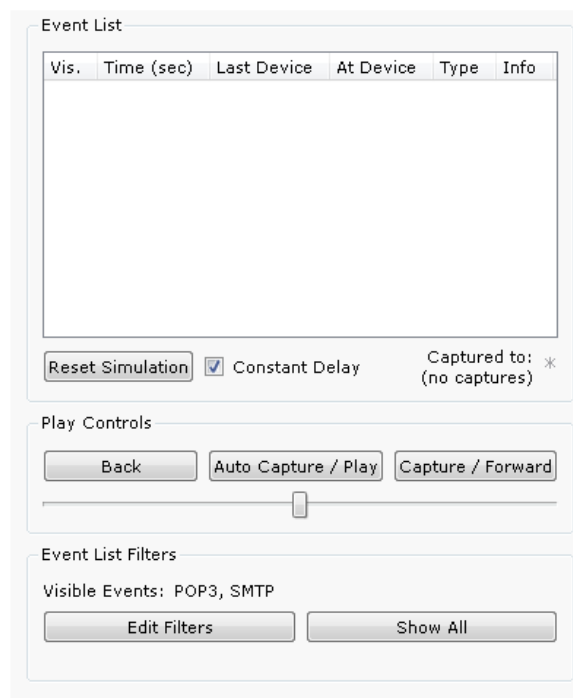 Event List
Vis. Time (sec) Last Device At Device Type Info
Reset Simulation Constant Delay Captured to: *
(no captures)
Play Controls
Back Auto Capture / Play Capture / Forward
Event List Filters
Visible Events: POP3, SMTP
Edit Filters Show All